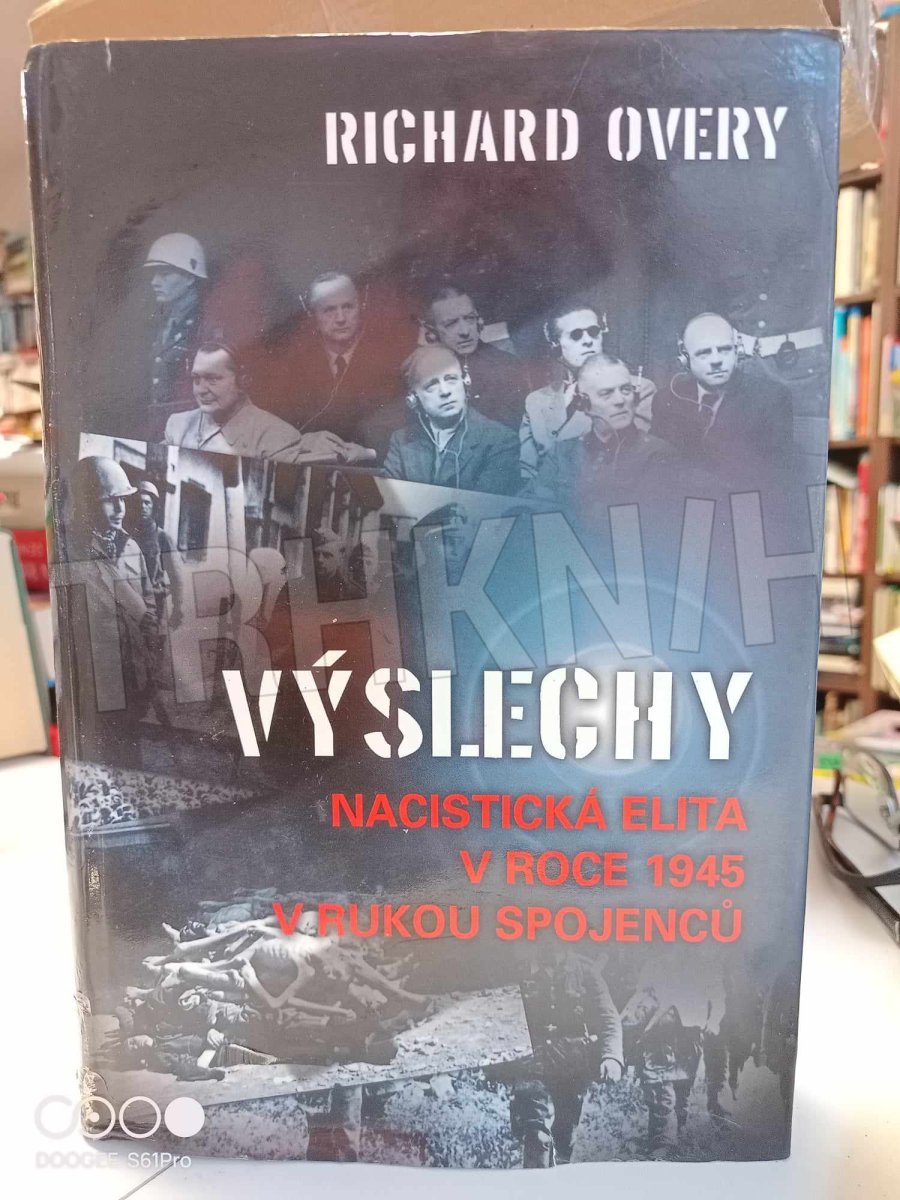 RICHARD OVERY
TRHKNIH
VÝSLECHY
NACISTICKÁ ELITA
V ROCE 1945
V RUKOU SPOJENCŮ
DOOGEE S61Pro